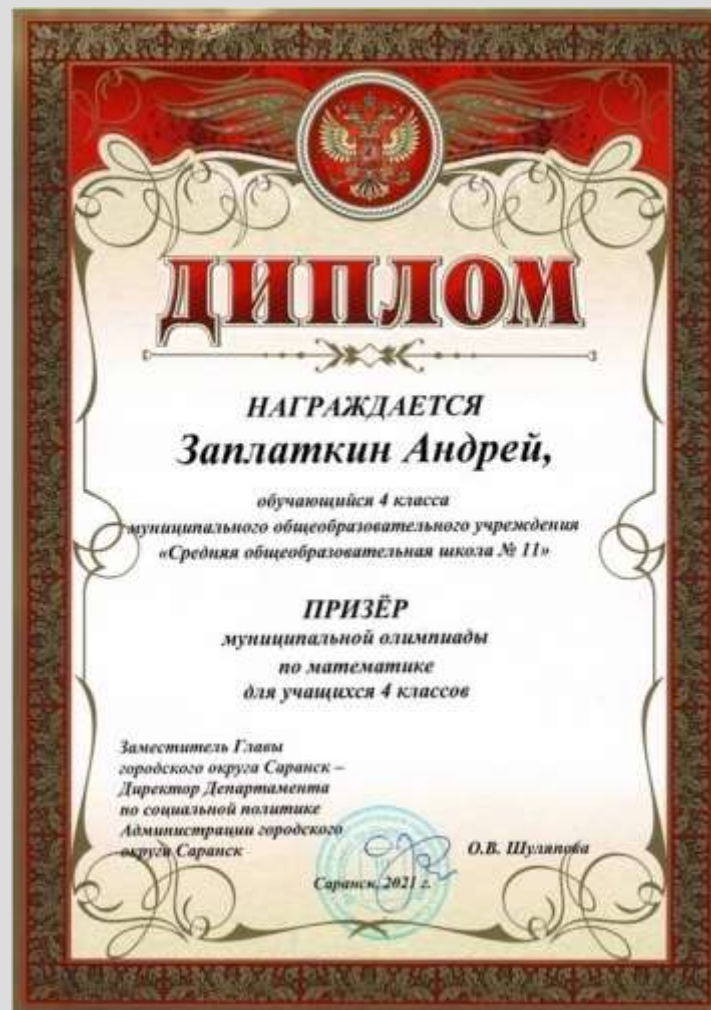 ДИПЛОМ
НАГРАЖДАЕТСЯ
Заплаткин Андрей,
обучающийся 4 класса
муниципального общеобразовательного учреждения
«Средняя общеобразовательная школа № 11»
ПРИЗЁР
муниципальной олимпиады
по математике
для учащихся 4 классов
Заместитель Главы
городского округа Саранск –
Директор Департамента
по социальной политике
Администрации городского
округа Саранск
О.В. Шуляпова
Саранск, 2021 г.